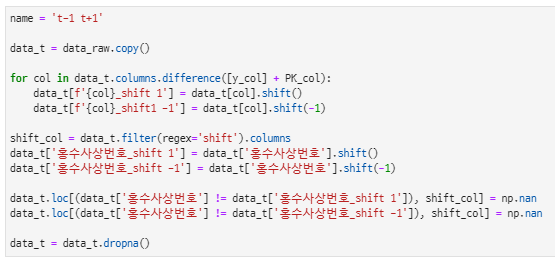 name = 't-1 t+1'
data_t = data_raw.copy()
for col in data_t.columns.difference([y_col] + PK_col):
    data_t[f'{col}_shift 1'] = data_t[col].shift()
    data_t[f'{col}_shift1 -1'] = data_t[col].shift(-1)
shift_col = data_t.filter(regex='shift').columns
data_t['홍수사상번호_shift 1'] = data_t['홍수사상번호'].shift()
data_t['홍수사상번호_shift -1'] = data_t['홍수사상번호'].shift(-1)
data_t.loc[(data_t['홍수사상번호'] != data_t['홍수사상번호_shift 1']), shift_col] = np.nan
data_t.loc[(data_t['홍수사상번호'] != data_t['홍수사상번호_shift -1']), shift_col] = np.nan
data_t = data_t.dropna()